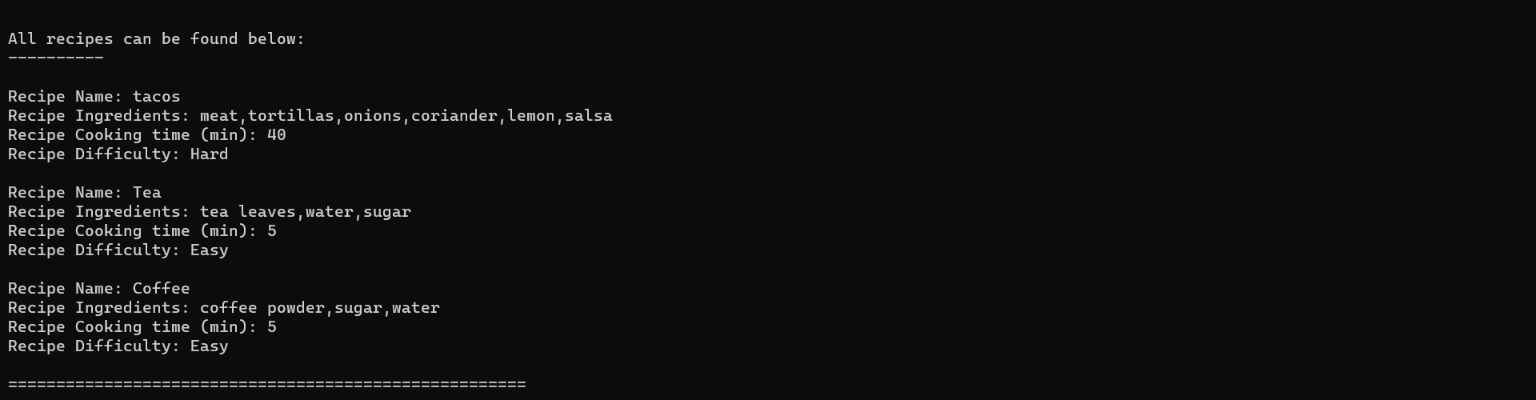 All recipes can be found below:
----------
Recipe Name: tacos
Recipe Ingredients: meat,tortillas,onions,coriander,lemon,salsa
Recipe Cooking time (min): 40
Recipe Difficulty: Hard
Recipe Name: Tea
Recipe Ingredients: tea leaves,water,sugar
Recipe Cooking time (min): 5
Recipe Difficulty: Easy
Recipe Name: Coffee
Recipe Ingredients: coffee powder,sugar,water
Recipe Cooking time (min): 5
Recipe Difficulty: Easy
======================================================